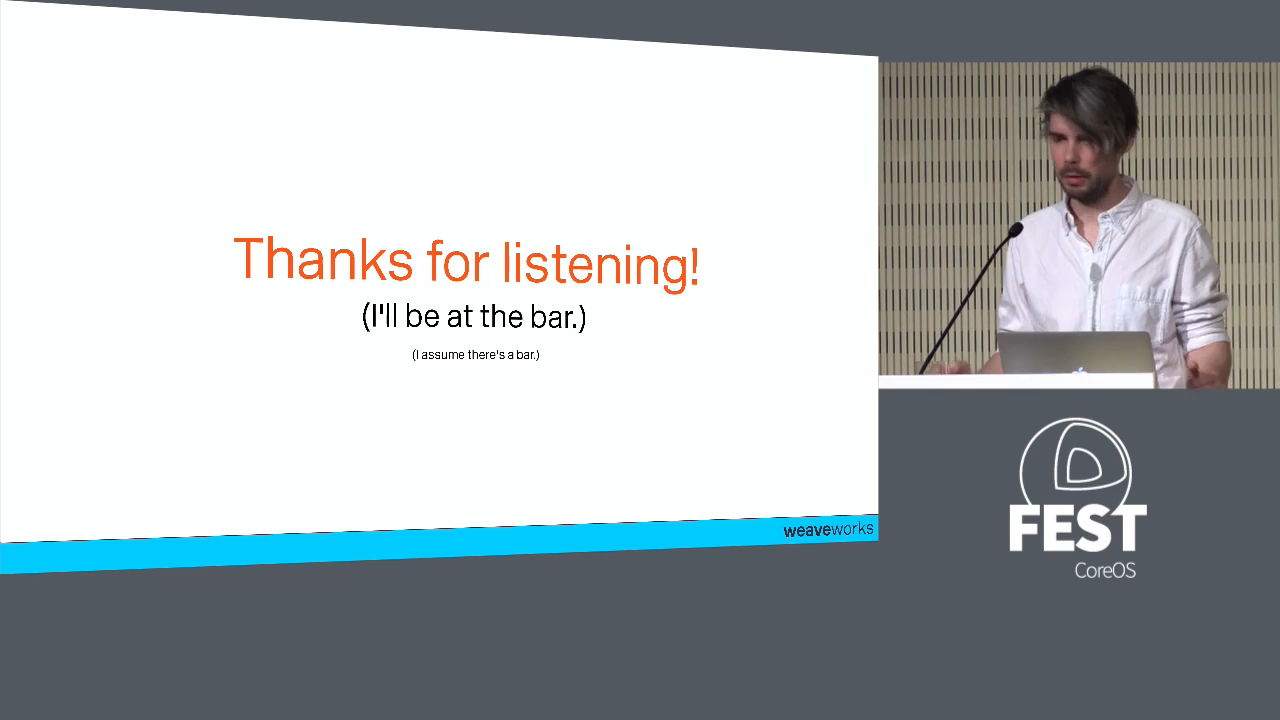 Thanks for listening!
(I'll be at the bar.)
(I assume there's a bar.)
weaveworks
FEST
CoreOS